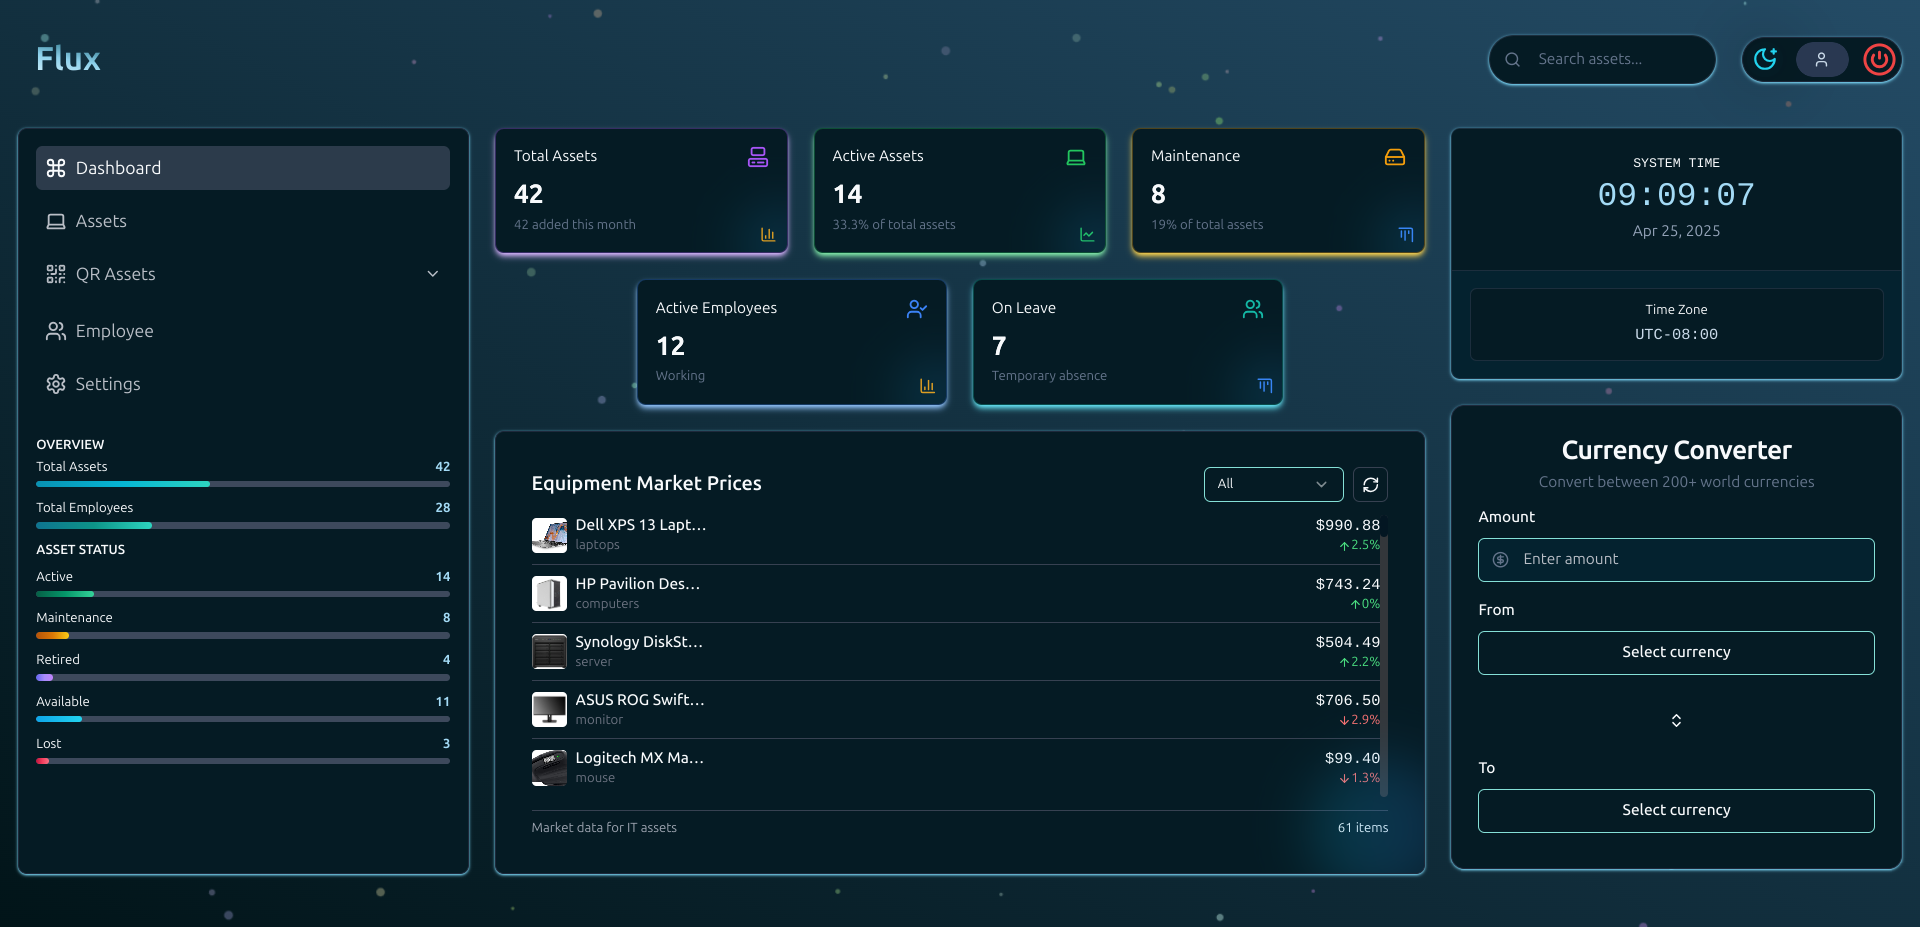 Flux
Search assets...
Dashboard
Assets
QR Assets
Employee
Settings
OVERVIEW
Total Assets 42
Total Employees 28
ASSET STATUS
Active 14
Maintenance 8
Retired 4
Available 11
Lost 3
Total Assets
42
42 added this month
Active Assets
14
33.3% of total assets
Maintenance
8
19% of total assets
Active Employees
12
Working
On Leave
7
Temporary absence
Equipment Market Prices
All
Dell XPS 13 Lapt... $990.88
laptops ↑2.5%
HP Pavilion Des... $743.24
computers ↑0%
Synology DiskSt... $504.49
server ↑2.2%
ASUS ROG Swift... $706.50
monitor ↓2.9%
Logitech MX Ma... $99.40
mouse ↓1.3%
Market data for IT assets 61 items
SYSTEM TIME
09:09:07
Apr 25, 2025
Time Zone
UTC-08:00
Currency Converter
Convert between 200+ world currencies
Amount
Enter amount
From
Select currency
To
Select currency